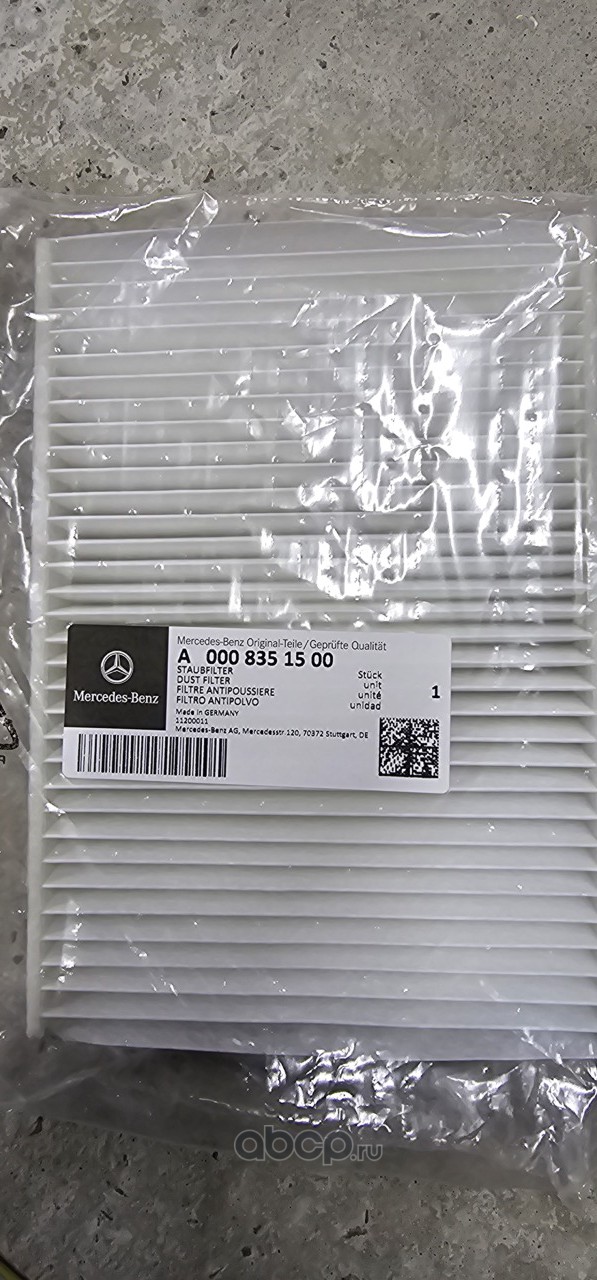 Mercedes-Benz Original-Teile/Geprüfte Qualität
A 000 835 15 00
STAUBFILTER
DUST FILTER
FILTRE ANTIPOUSSIERE
FILTRO ANTIPOLVO
Stück
unit
unité
unidad
1
Made in GERMANY
11200011
Mercedes-Benz AG, Mercedesstr.120, 70372 Stuttgart, DE
Mercedes-Benz
abcp.ru